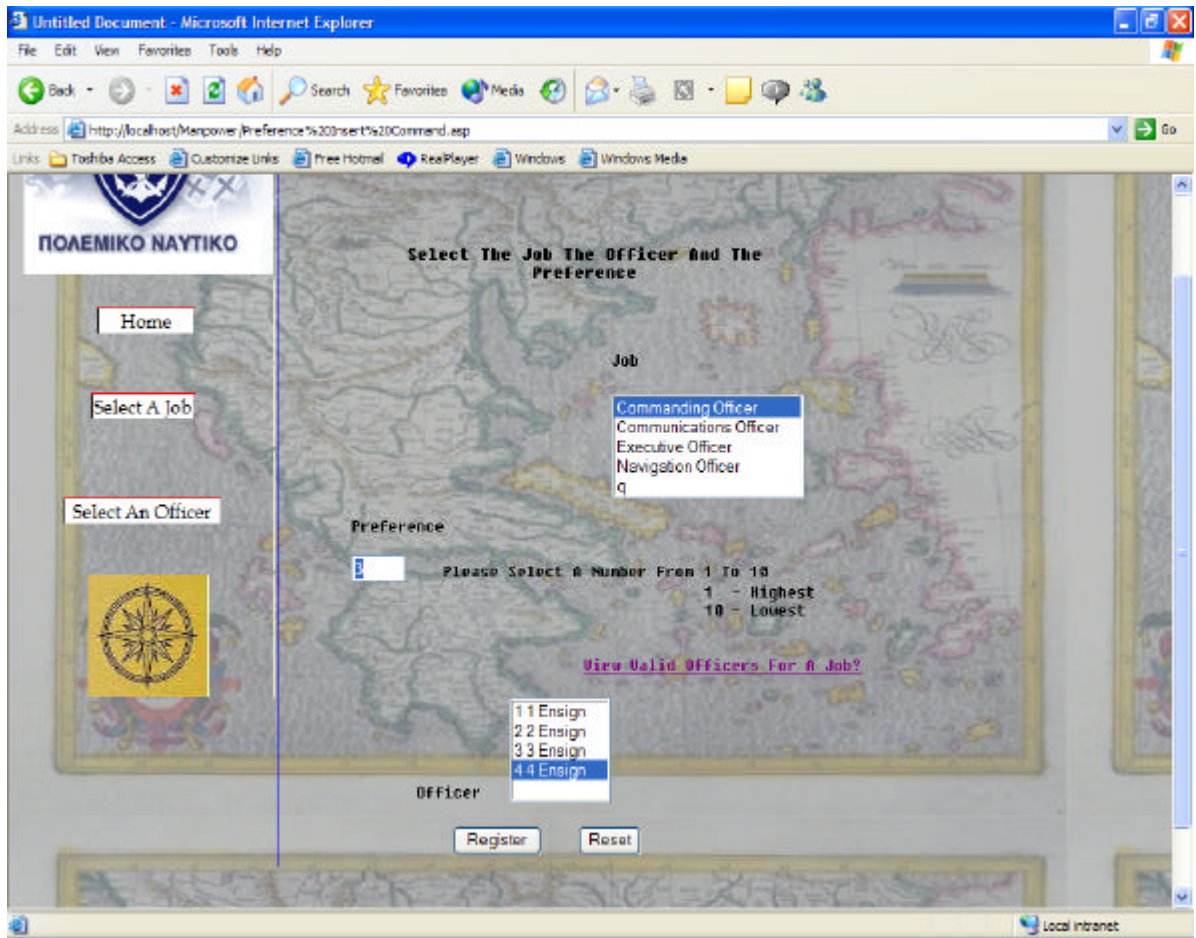 Untitled Document - Microsoft Internet Explorer
File Edit View Favorites Tools Help
Back Search Favorites Media
Address http://localhost/Manpower/Preference%20Insert%20Command.asp Go
Links Toshiba Access Customize Links Free Hotmail RealPlayer Windows Windows Media
ΠΟΛΕΜΙΚΟ ΝΑΥΤΙΚΟ
Select The Job The Officer And The
Preference
Home
Job
Select A Job
Commanding Officer
Communications Officer
Executive Officer
Navigation Officer
q
Select An Officer
Preference
3 Please Select A Number From 1 To 10
1 - Highest
10 - Lowest
View Valid Officers For A Job?
1 1 Ensign
2 2 Ensign
3 3 Ensign
4 4 Ensign
Officer
Register Reset
Local intranet